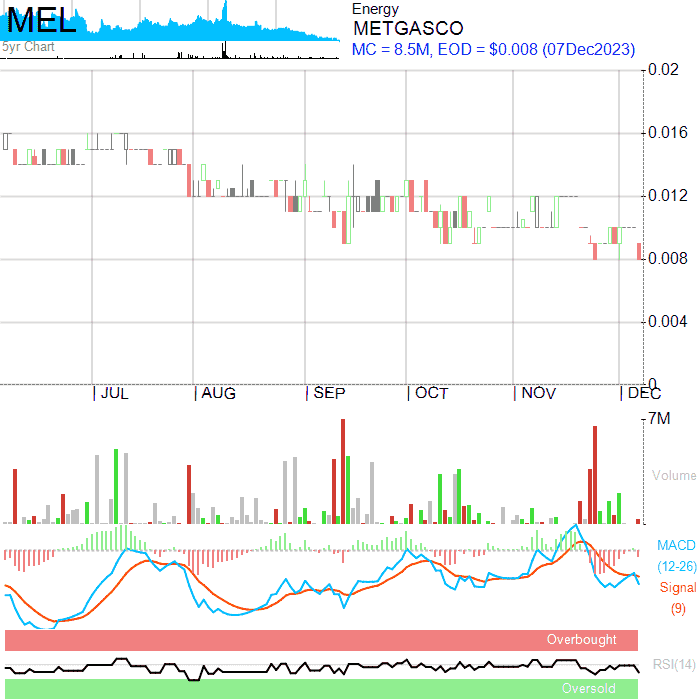 MEL
5yr Chart
Energy
METGASCO
MC = 8.5M, EOD = $0.008 (07Dec2023)
0.02
0.016
0.012
0.008
0.004
0
JUL AUG SEP OCT NOV DEC
7M
Volume
MACD
(12-26)
Signal
(9)
Overbought
RSI(14)
Oversold